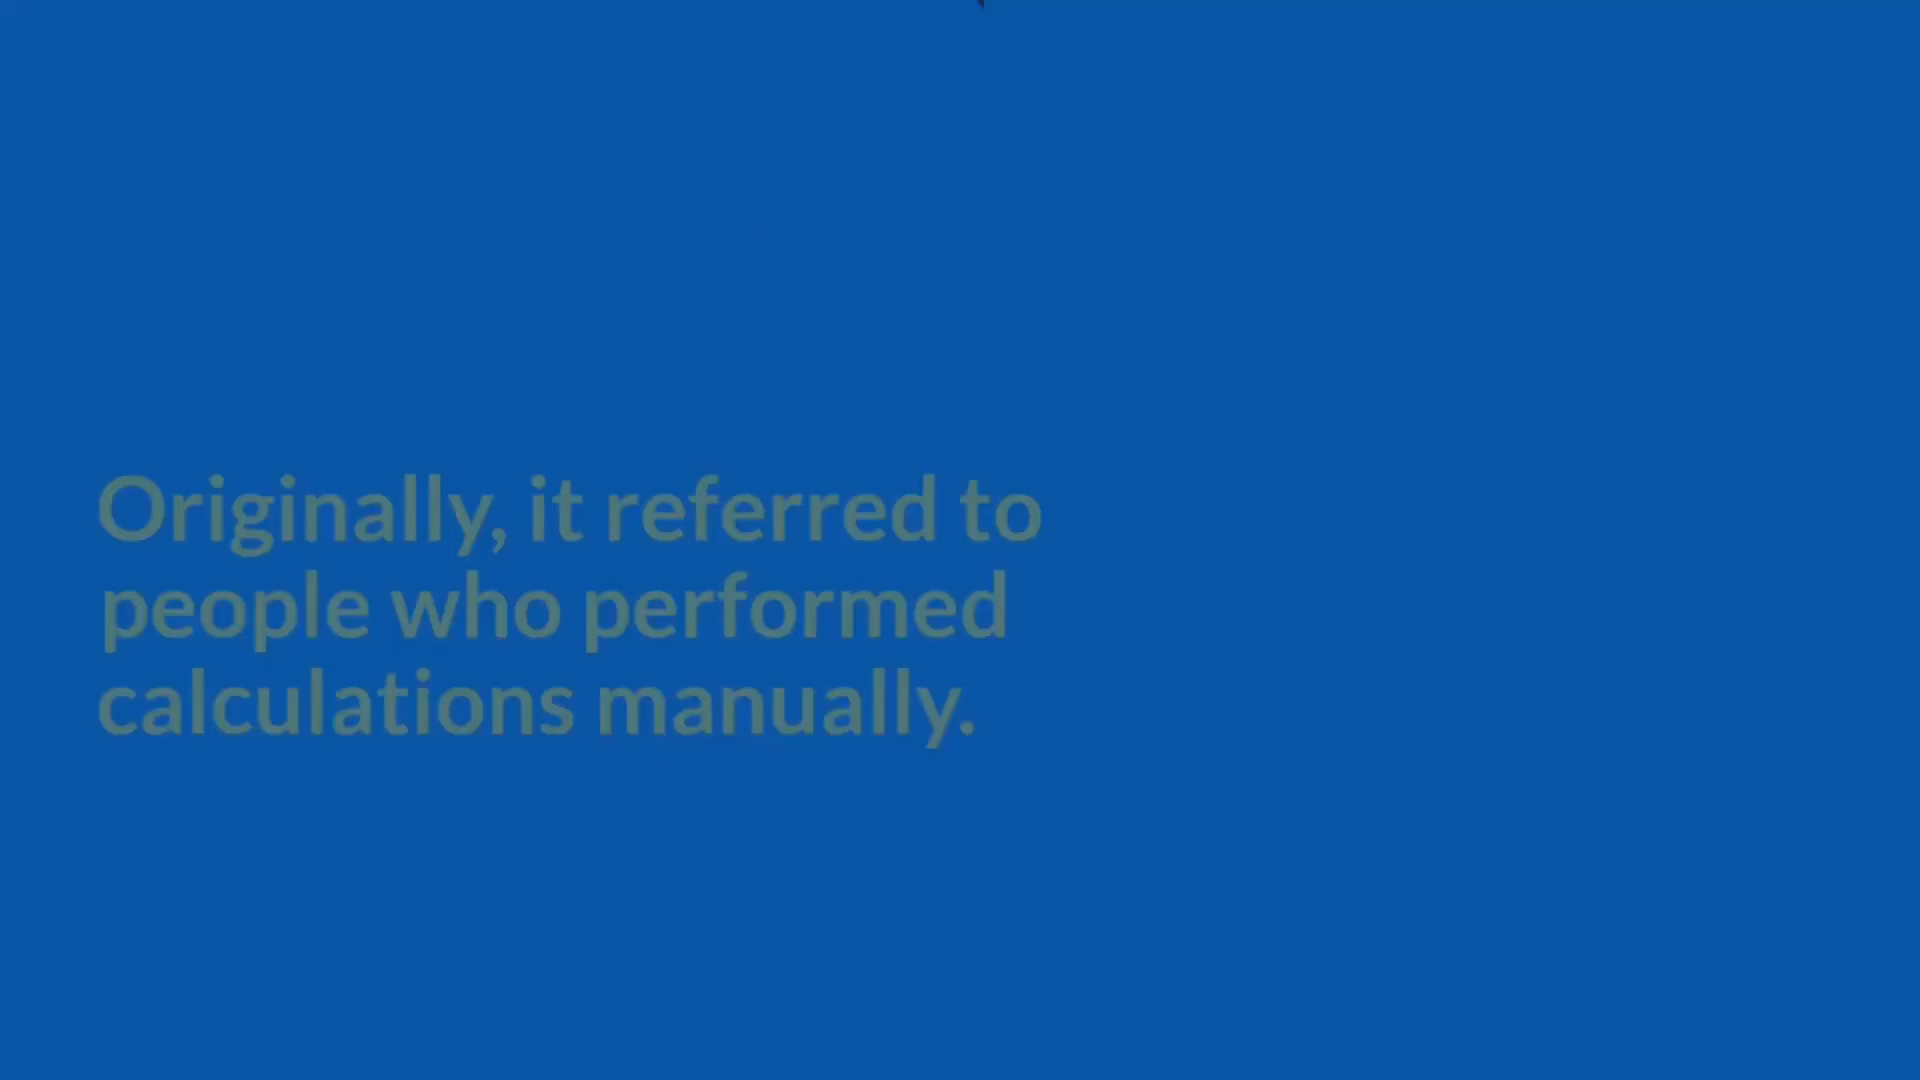 Originally, it referred to
people who performed
calculations manually.